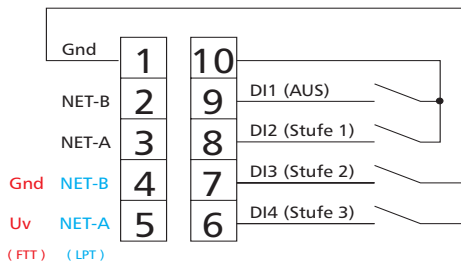 Gnd 1 10
NET-B 2 9 DI1 (AUS)
NET-A 3 8 DI2 (Stufe 1)
Gnd NET-B 4 7 DI3 (Stufe 2)
Uv NET-A 5 6 DI4 (Stufe 3)
( FTT ) ( LPT )